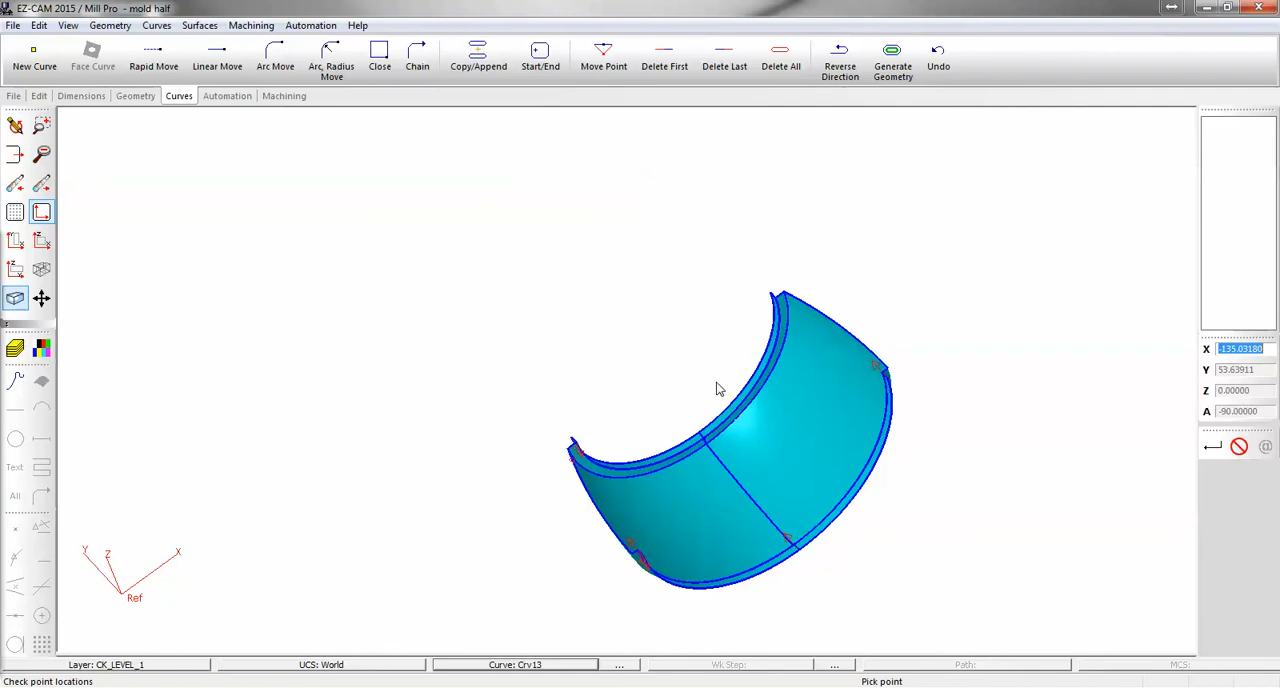 EZ-CAM 2015 / Mill Pro - mold half
File Edit View Geometry Curves Surfaces Machining Automation Help
New Curve Face Curve Rapid Move Linear Move Arc Move Arc, Radius Move Close Chain Copy/Append Start/End Move Point Delete First Delete Last Delete All Reverse Direction Generate Geometry Undo
File Edit Dimensions Geometry Curves Automation Machining
X -135.03180
Y 53.63911
Z 0.00000
A -90.00000
Text
All
Y Z X
Ref
Layer: CK_LEVEL_1 UCS: World Curve: Crv13 ... Wk Step: ... Path: MCS:
Check point locations Pick point